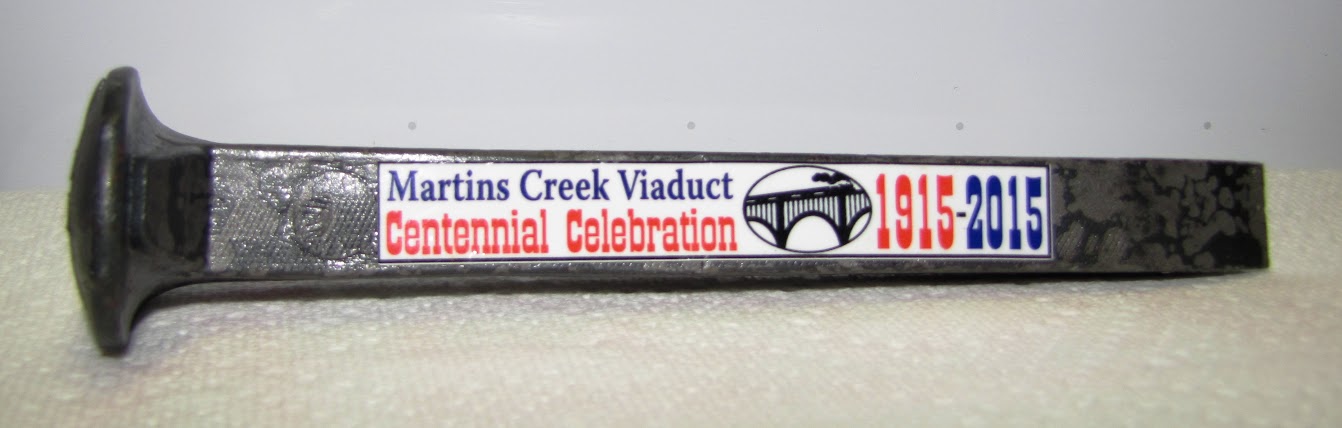 Martins Creek Viaduct
Centennial Celebration
1915-2015